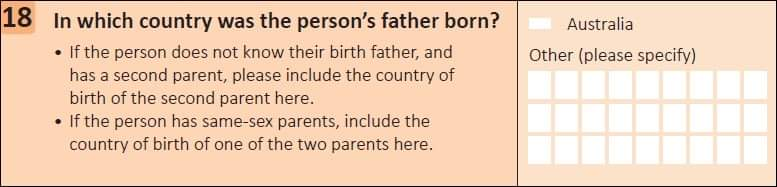 18 In which country was the person's father born?
• If the person does not know their birth father, and
has a second parent, please include the country of
birth of the second parent here.
• If the person has same-sex parents, include the
country of birth of one of the two parents here.
Australia
Other (please specify)